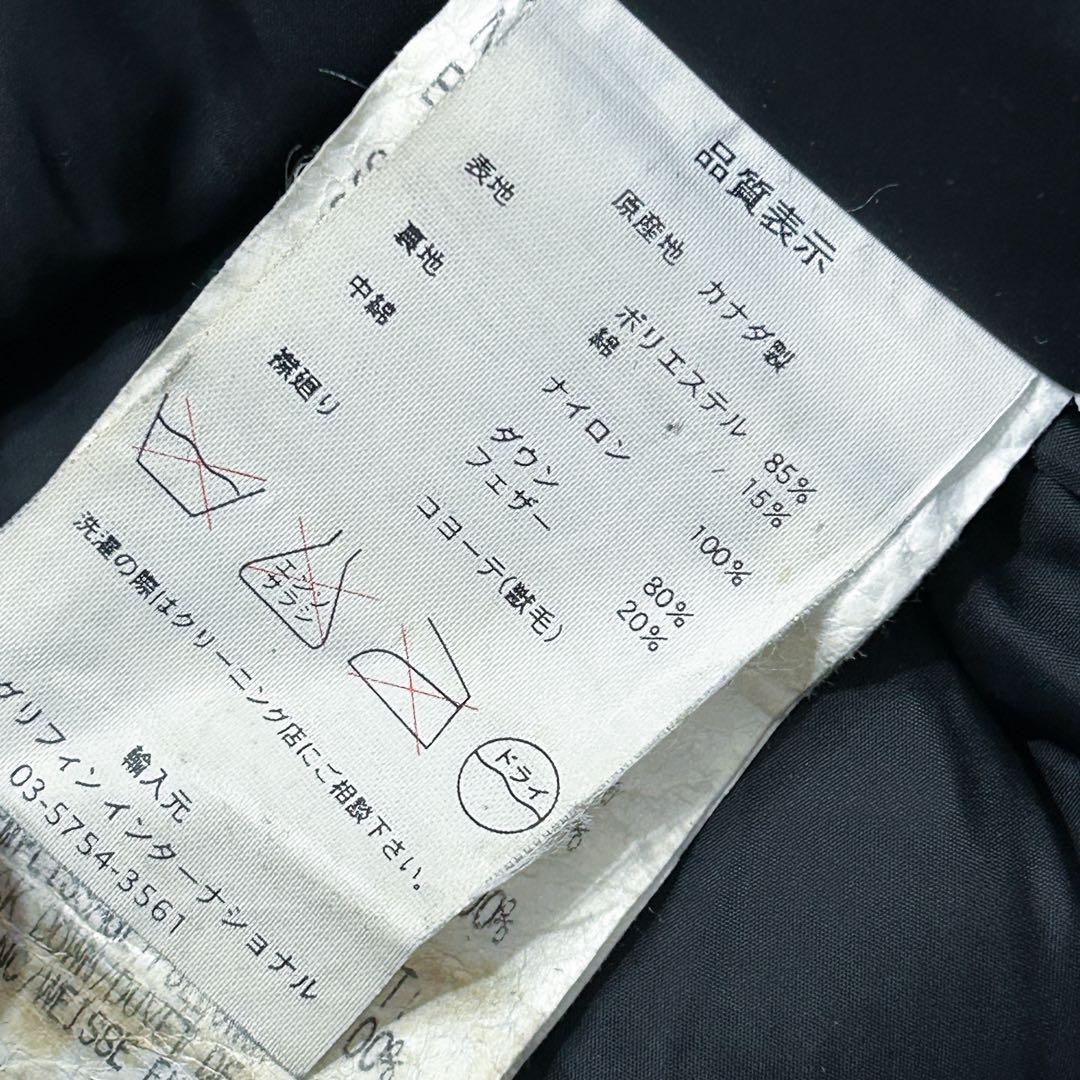 品質表示
原産地 カナダ製
表地 ポリエステル 85%
綿 15%
裏地 ナイロン 100%
中綿 ダウン 80%
フェザー 20%
襟廻り コヨーテ(獣毛)
エンソ
サラシ
ドライ
洗濯の際はクリーニング店にご相談下さい。
輸入元
グリフィンインターナショナル
03-5754-3561
DOWN/DUVET
00%
00%